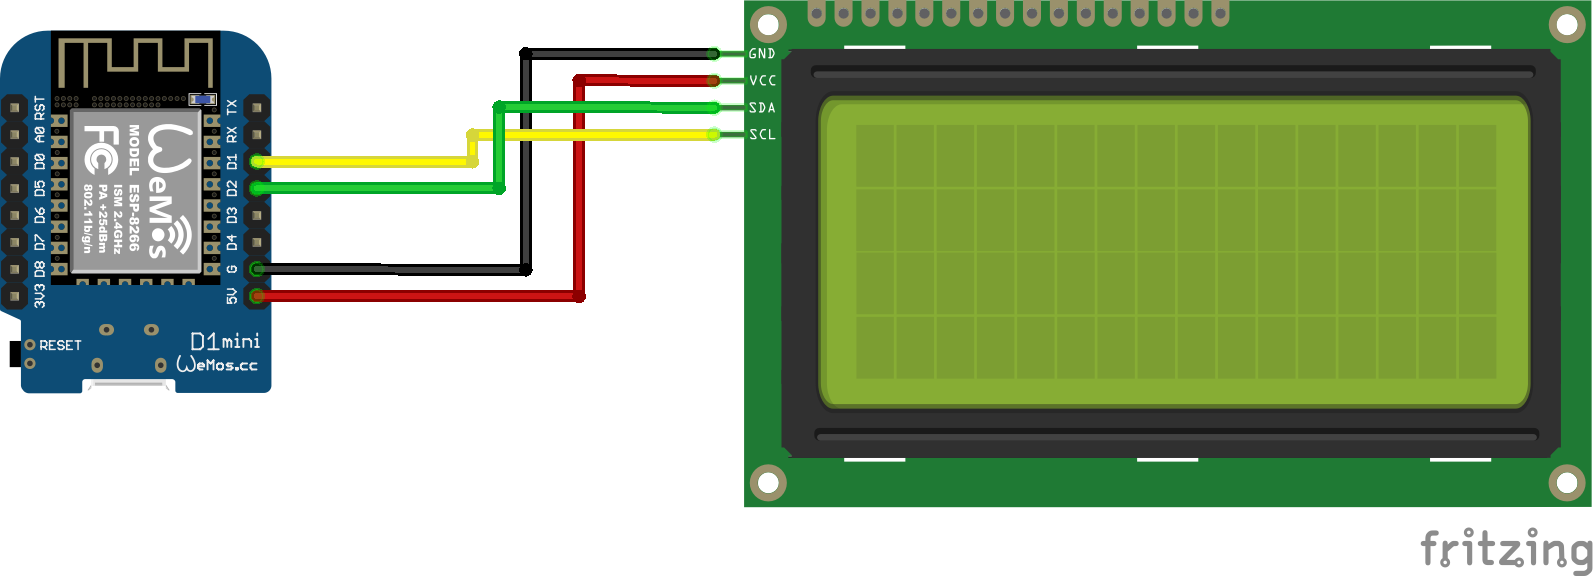 RST
A0
D0
D5
D6
D7
D8
3V3
TX
RX
D1
D2
D3
D4
G
5V
WeMos
MODEL ESP-8266
ISM 2.4GHz
PA +25dBm
802.11b/g/n
FC
RESET
D1mini
WeMos.cc
GND
VCC
SDA
SCL
fritzing